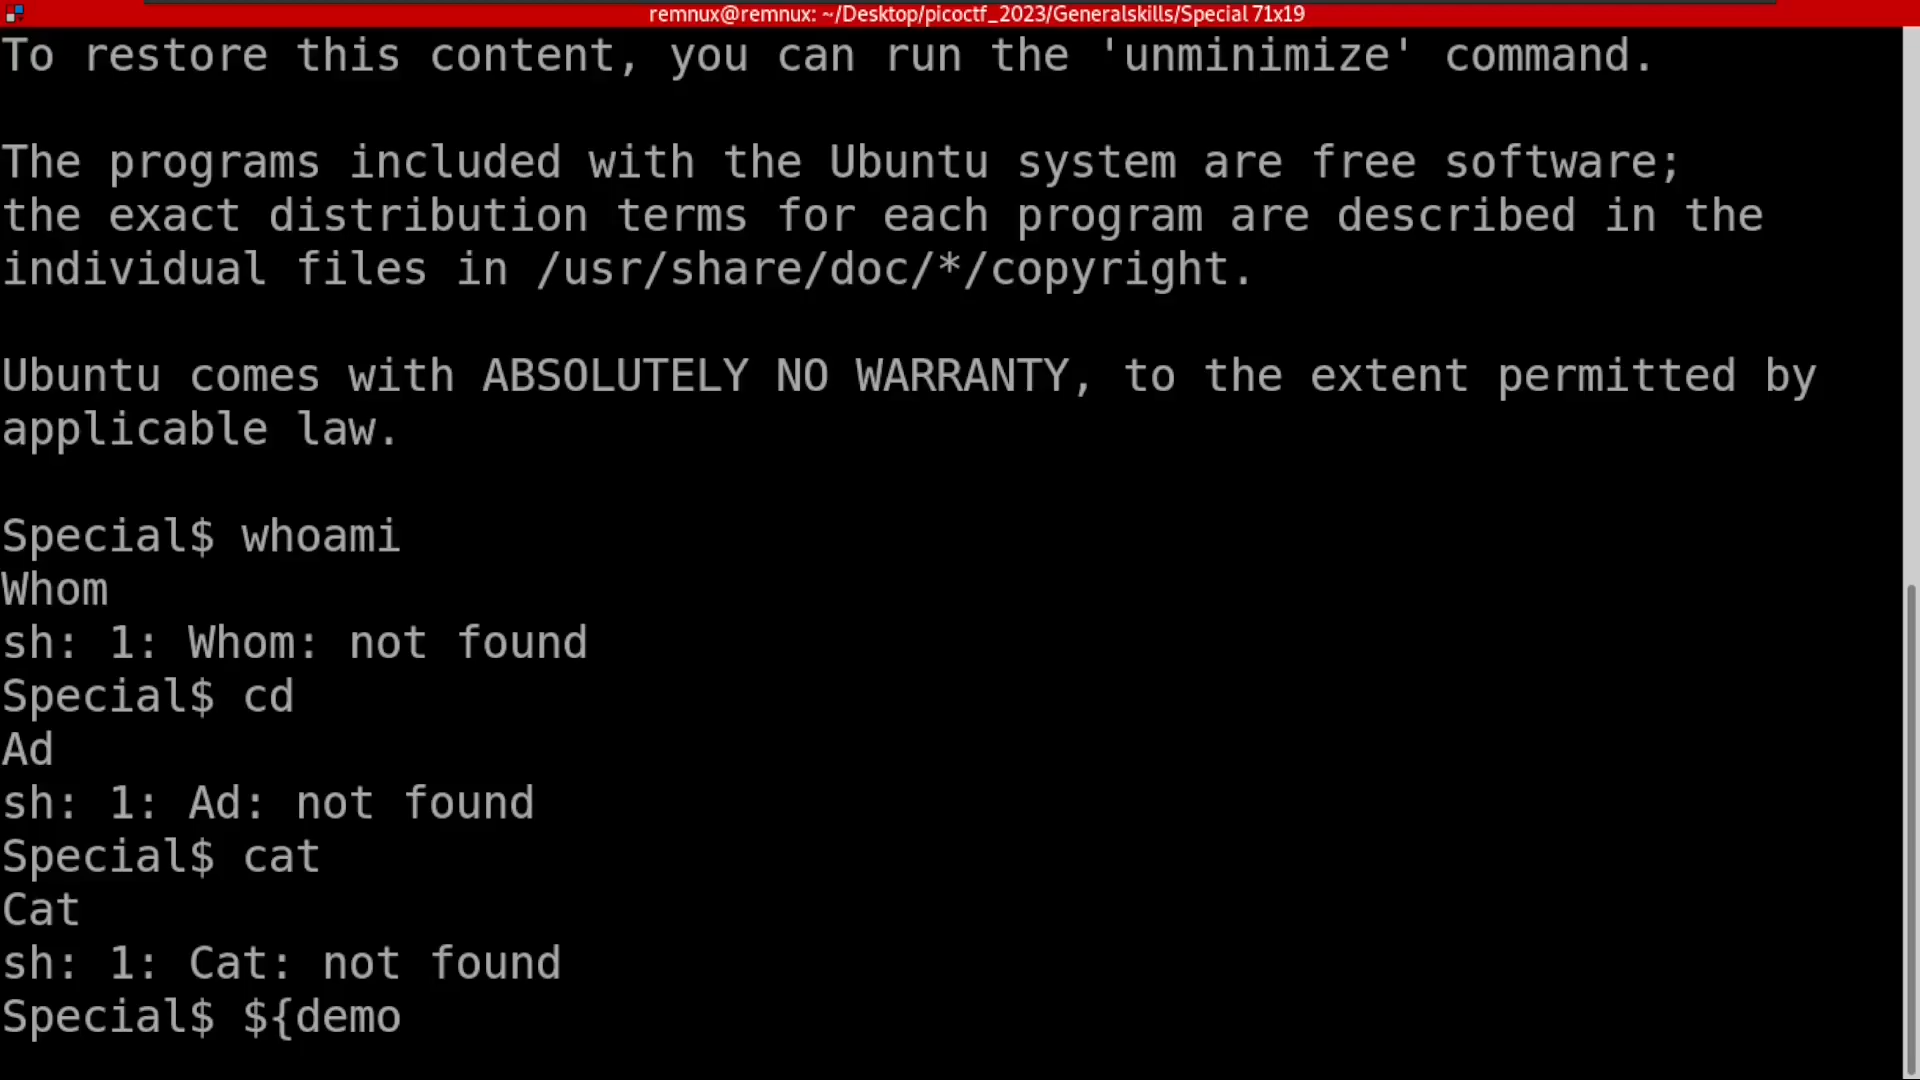 remnux@remnux: ~/Desktop/picoctf_2023/Generalskills/Special 71x19
To restore this content, you can run the 'unminimize' command.
The programs included with the Ubuntu system are free software;
the exact distribution terms for each program are described in the
individual files in /usr/share/doc/*/copyright.
Ubuntu comes with ABSOLUTELY NO WARRANTY, to the extent permitted by
applicable law.
Special$ whoami
Whom
sh: 1: Whom: not found
Special$ cd
Ad
sh: 1: Ad: not found
Special$ cat
Cat
sh: 1: Cat: not found
Special$ ${demo